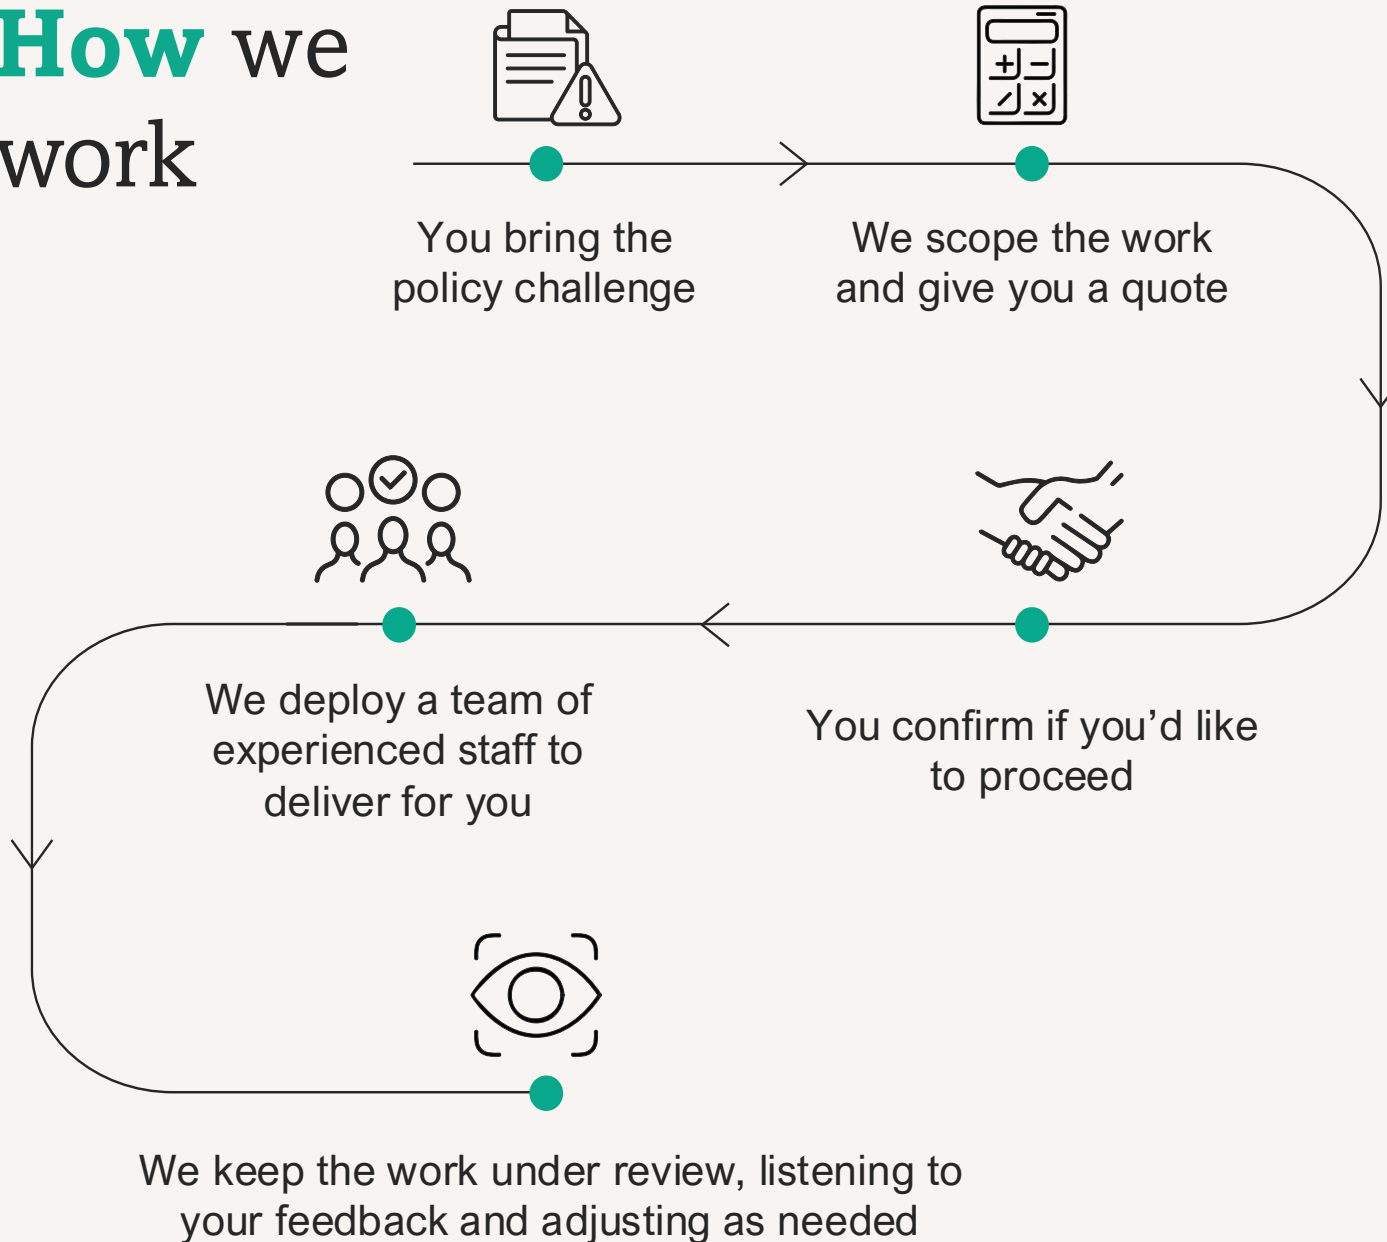 How we
work
You bring the
policy challenge
We scope the work
and give you a quote
You confirm if you’d like
to proceed
We deploy a team of
experienced staff to
deliver for you
We keep the work under review, listening to
your feedback and adjusting as needed